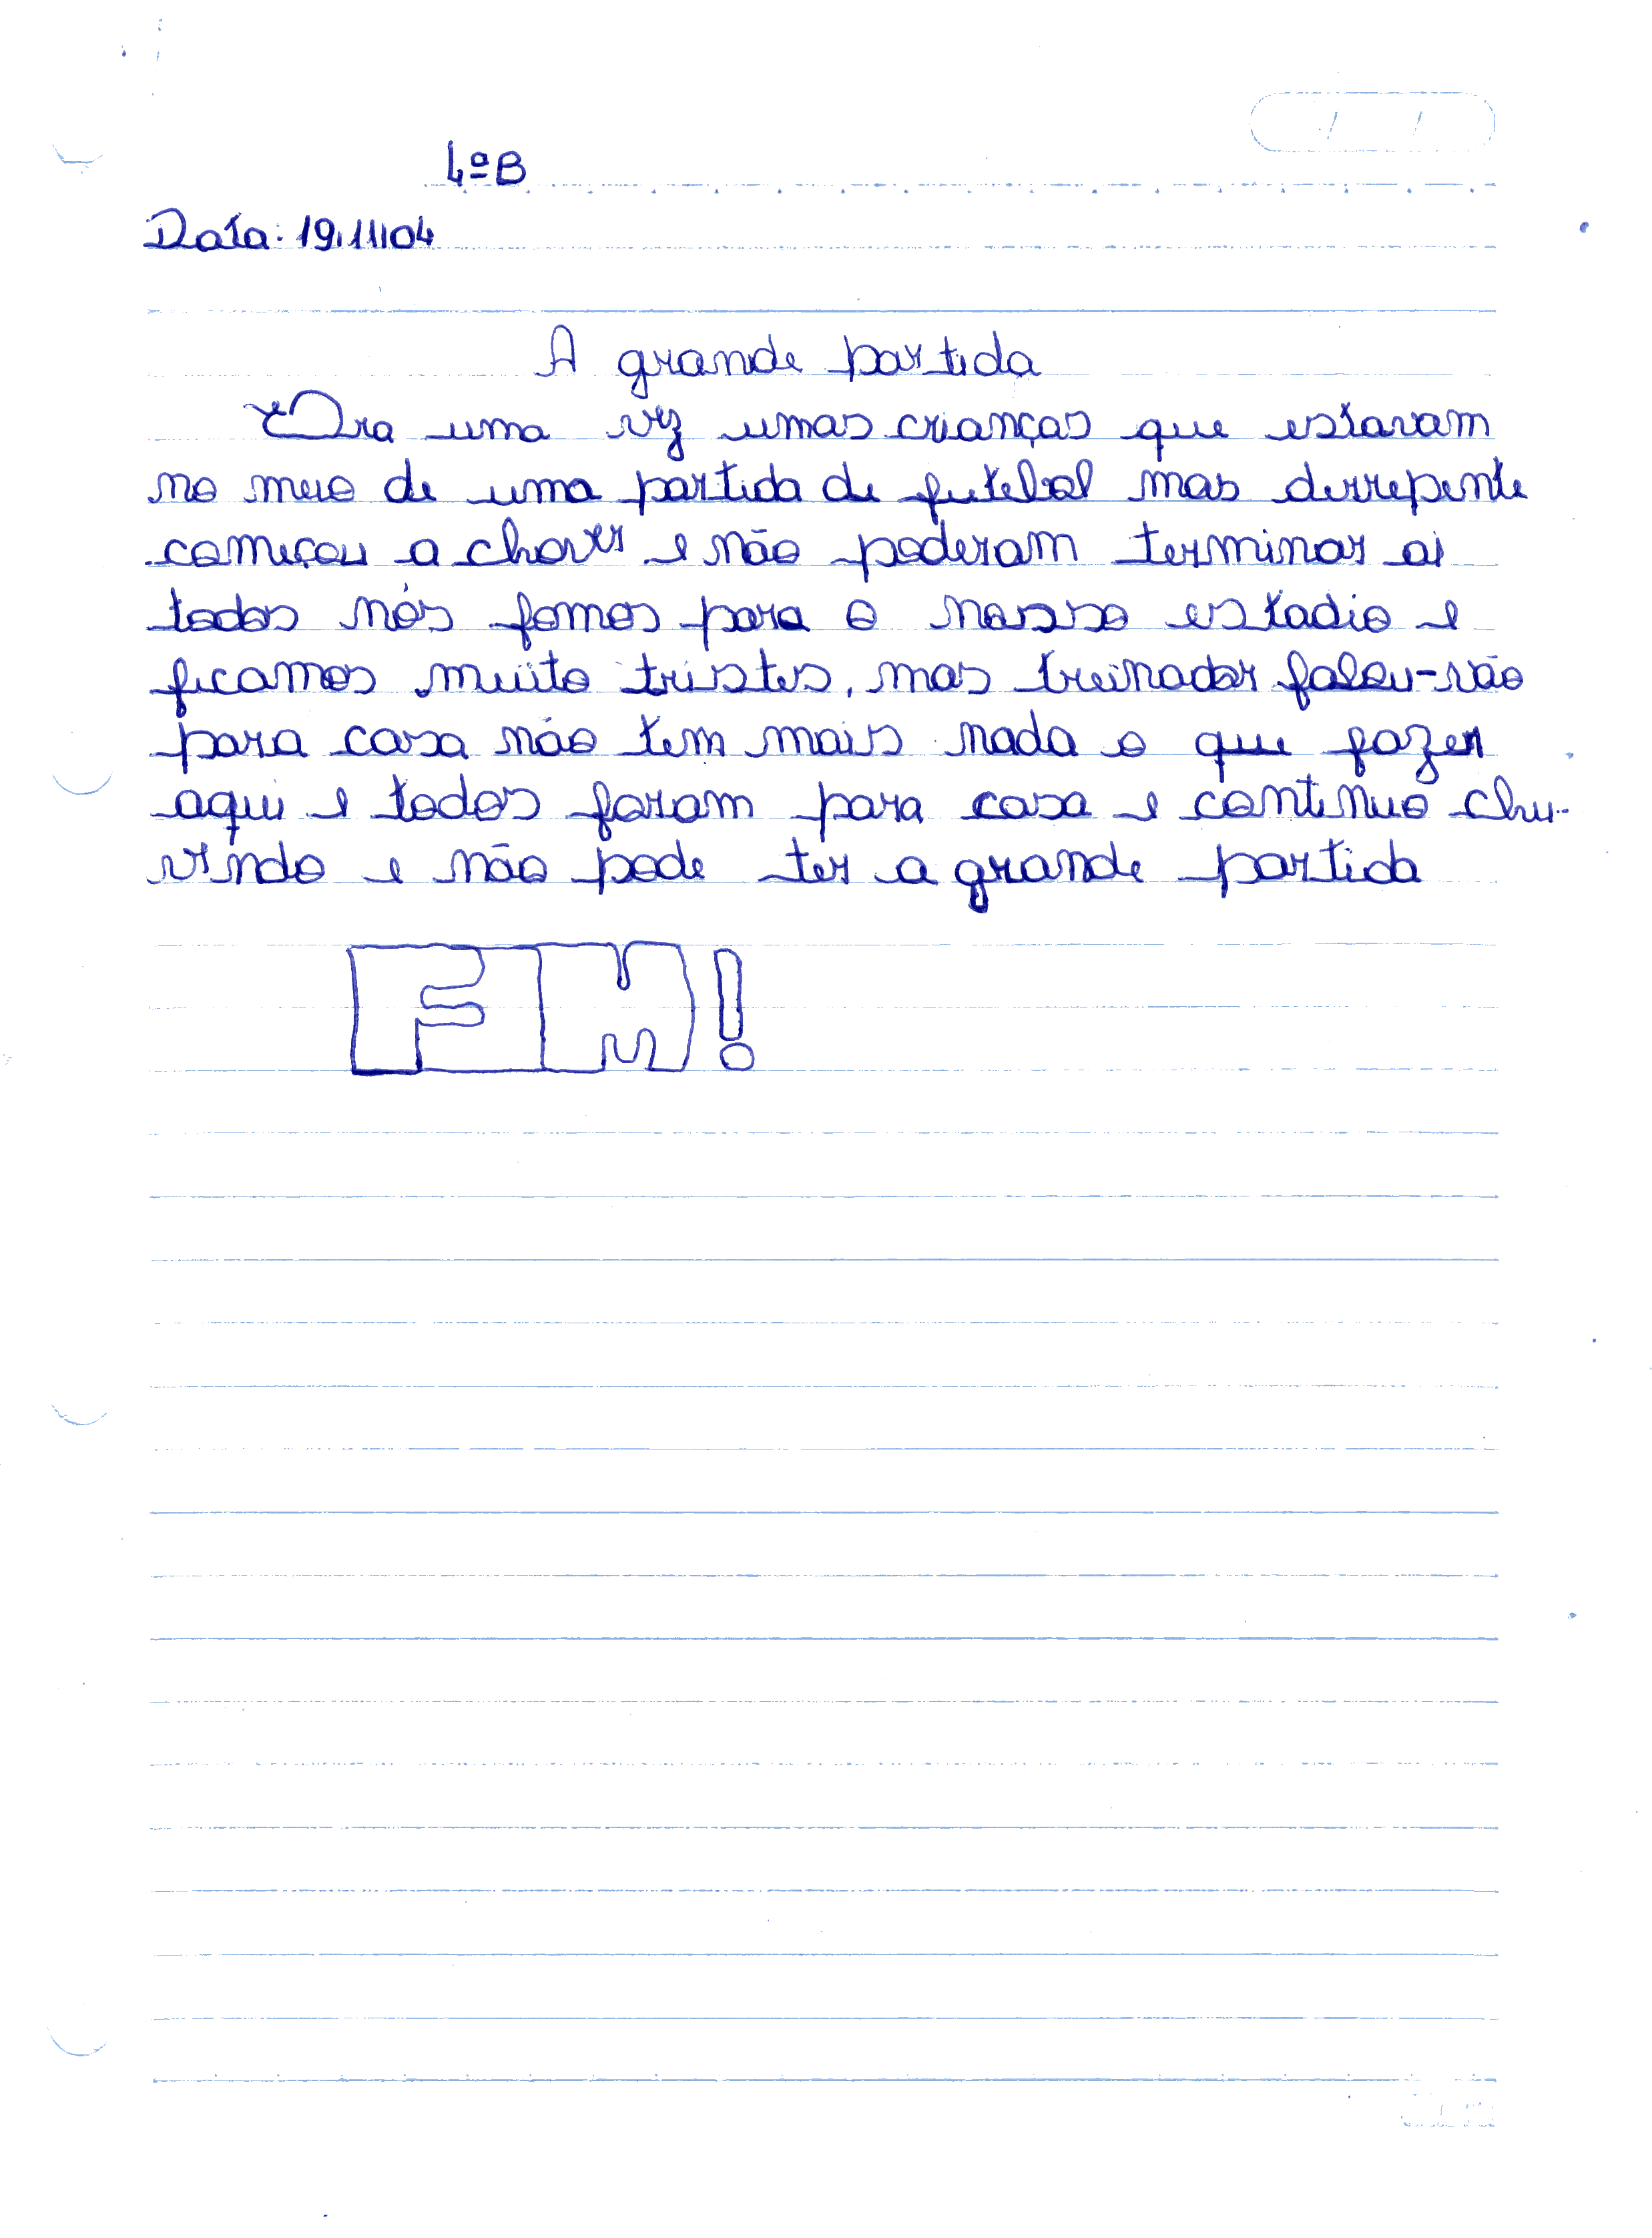 4ºB
Data: 19.11.04
A grande partida
Era uma vez umas crianças que estavam
no meio de uma partida de futebol mas derrepente
começou a chover e não poderam terminar ai
todos nós fomos para o nosso estadio e
ficamos muito tristes, mas treinador falou-vão
para casa não tem mais nada o que fazer
aqui e todos foram para casa e continuo chu-
vendo e não pode ter a grande partida
FIM!